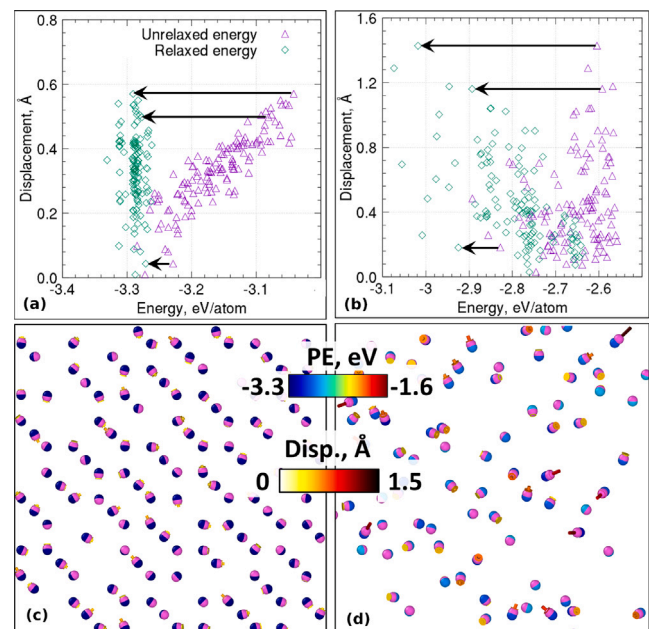 Unrelaxed energy
Relaxed energy
Displacement, Å
0.8
0.6
0.4
0.2
0.0
-3.4 -3.3 -3.2 -3.1
Energy, eV/atom
(a)
Displacement, Å
1.6
1.2
0.8
0.4
0.0
-3.1 -3 -2.9 -2.8 -2.7 -2.6
Energy, eV/atom
(b)
PE, eV
-3.3 -1.6
Disp., Å
0 1.5
(c)
(d)